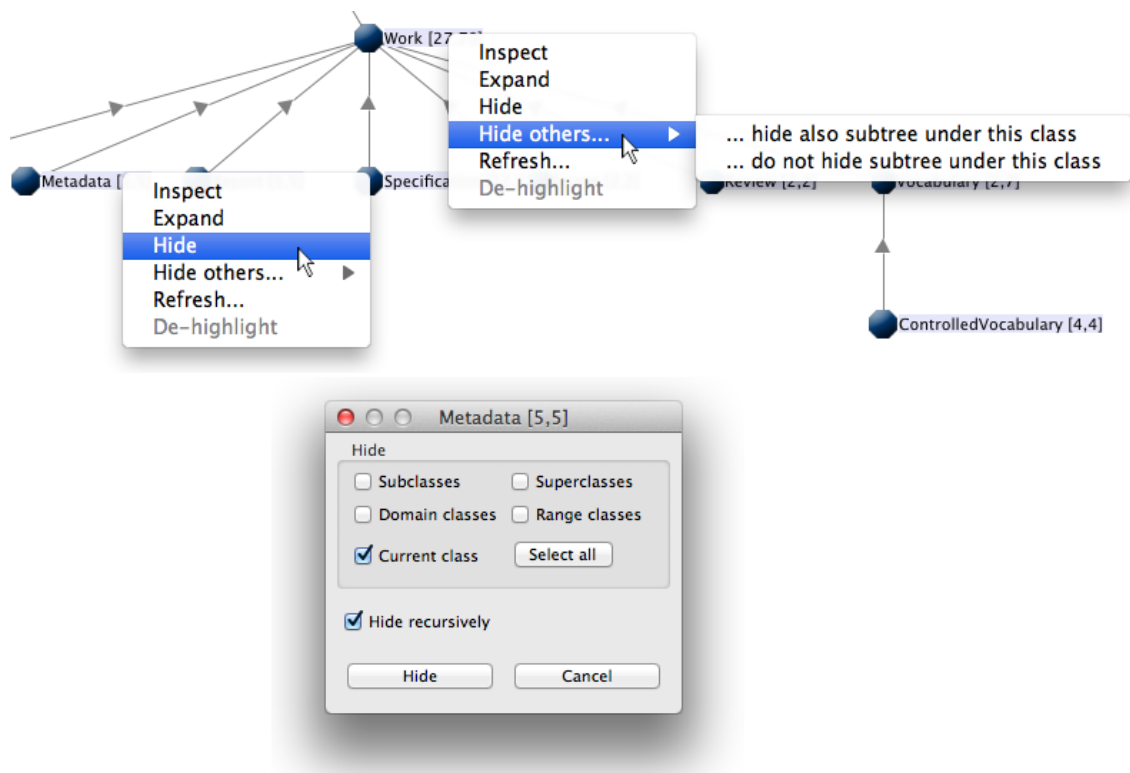 Work [27,
Inspect
Expand
Hide
Hide others...
Refresh...
De-highlight
... hide also subtree under this class
... do not hide subtree under this class
Metadata [
Review [2,2]
Vocabulary [2,7]
Inspect
Expand
Hide
Hide others...
Refresh...
De-highlight
ControlledVocabulary [4,4]
Metadata [5,5]
Hide
Subclasses
Superclasses
Domain classes
Range classes
Current class
Select all
Hide recursively
Hide
Cancel